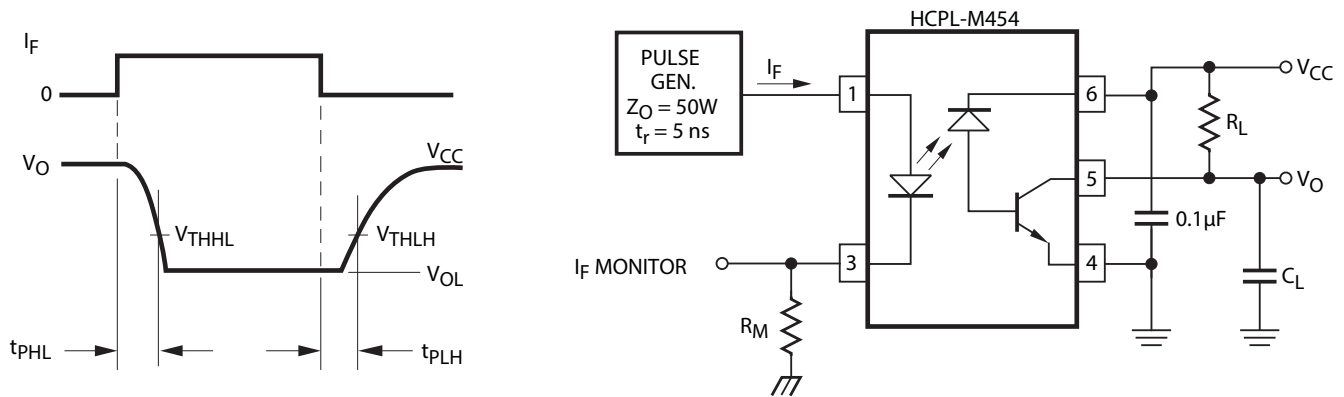 I_F
0
V_O
V_CC
V_THHL
V_THLH
V_OL
t_PHL
t_PLH
HCPL-M454
PULSE
GEN.
Z_O = 50W
t_r = 5 ns
I_F
1
3
6
5
4
V_CC
R_L
V_O
0.1µF
C_L
I_F MONITOR
R_M